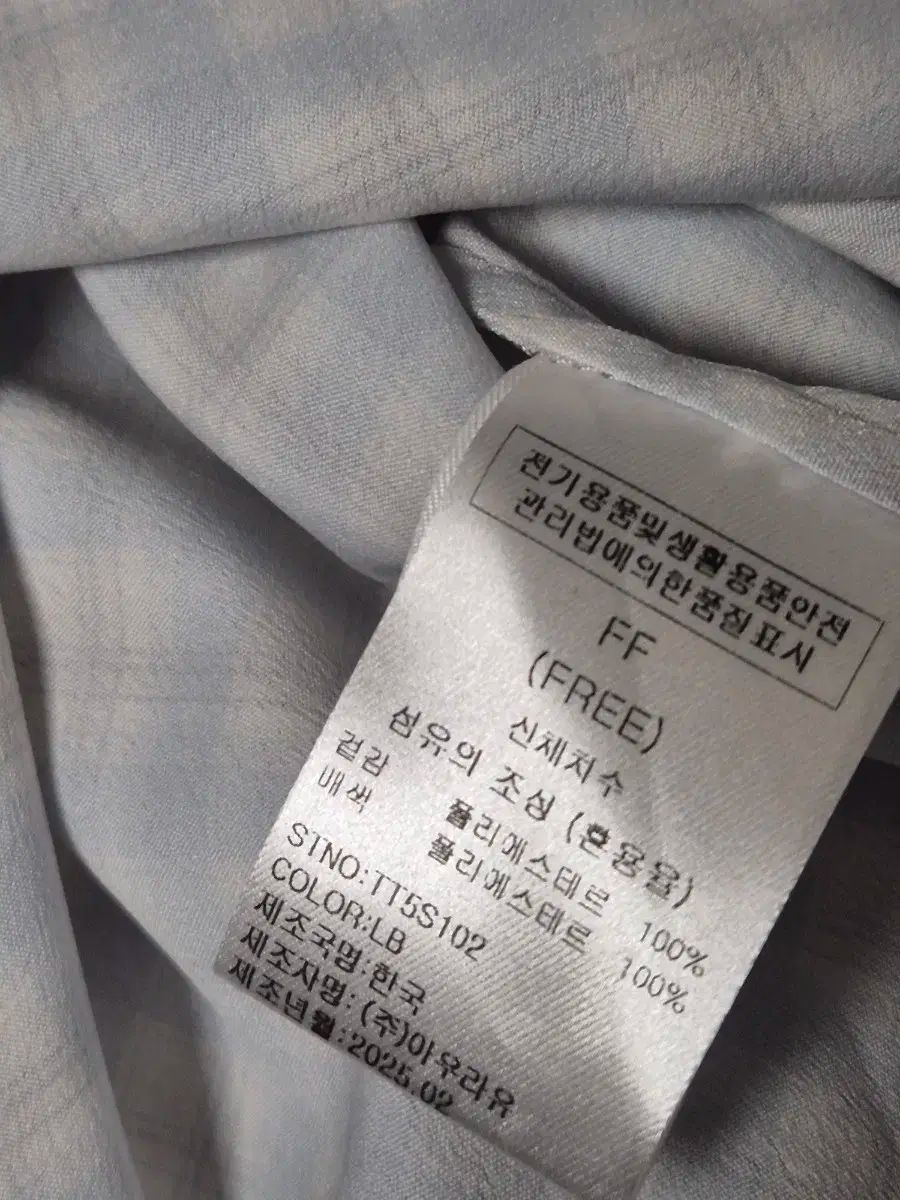 전기용품및생활용품안전
관리법에의한품질표시
FF
(FREE)
신체치수
섬유의 조성 (혼용율)
겉감 폴리에스테르 100%
배색 폴리에스테르 100%
STNO:TT5S102
COLOR:LB
제조국명:한국
제조자명: (주)아우라유
제조년월:2025.02